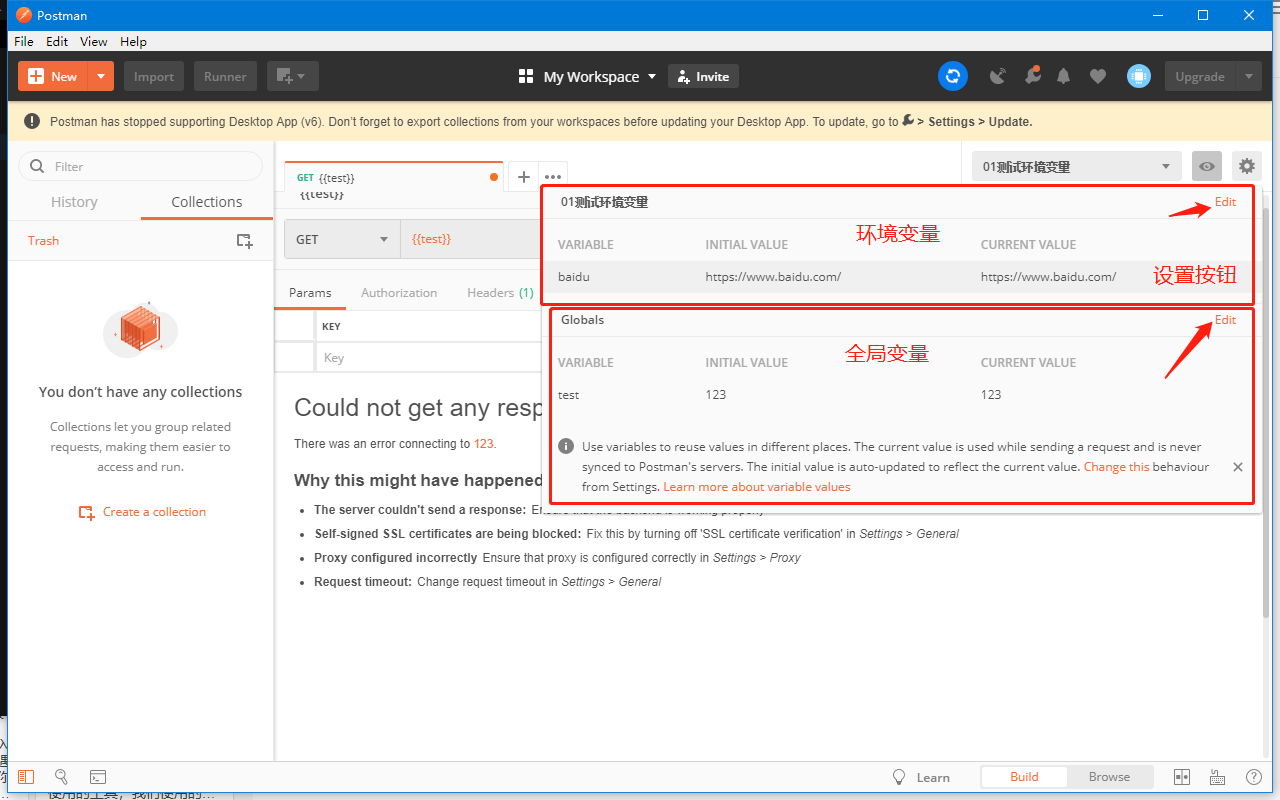 Postman
File Edit View Help
New Import Runner My Workspace Invite Upgrade
Postman has stopped supporting Desktop App (v6). Don't forget to export collections from your workspaces before updating your Desktop App. To update, go to > Settings > Update.
Filter
History Collections
Trash
You don't have any collections
Collections let you group related
requests, making them easier to
access and run.
Create a collection
GET {{test}}
01测试环境变量
{{test}}
GET {{test}}
Params Authorization Headers (1)
KEY
Key
01测试环境变量 Edit
环境变量
VARIABLE INITIAL VALUE CURRENT VALUE
baidu https://www.baidu.com/ https://www.baidu.com/
设置按钮
Globals Edit
全局变量
VARIABLE INITIAL VALUE CURRENT VALUE
test 123 123
Use variables to reuse values in different places. The current value is used while sending a request and is never
synced to Postman's servers. The initial value is auto-updated to reflect the current value. Change this behaviour
from Settings. Learn more about variable values
Could not get any resp
There was an error connecting to 123.
Why this might have happened
The server couldn't send a response: Ensure that the backend is working properly
Self-signed SSL certificates are being blocked: Fix this by turning off 'SSL certificate verification' in Settings > General
Proxy configured incorrectly Ensure that proxy is configured correctly in Settings > Proxy
Request timeout: Change request timeout in Settings > General
Learn Build Browse